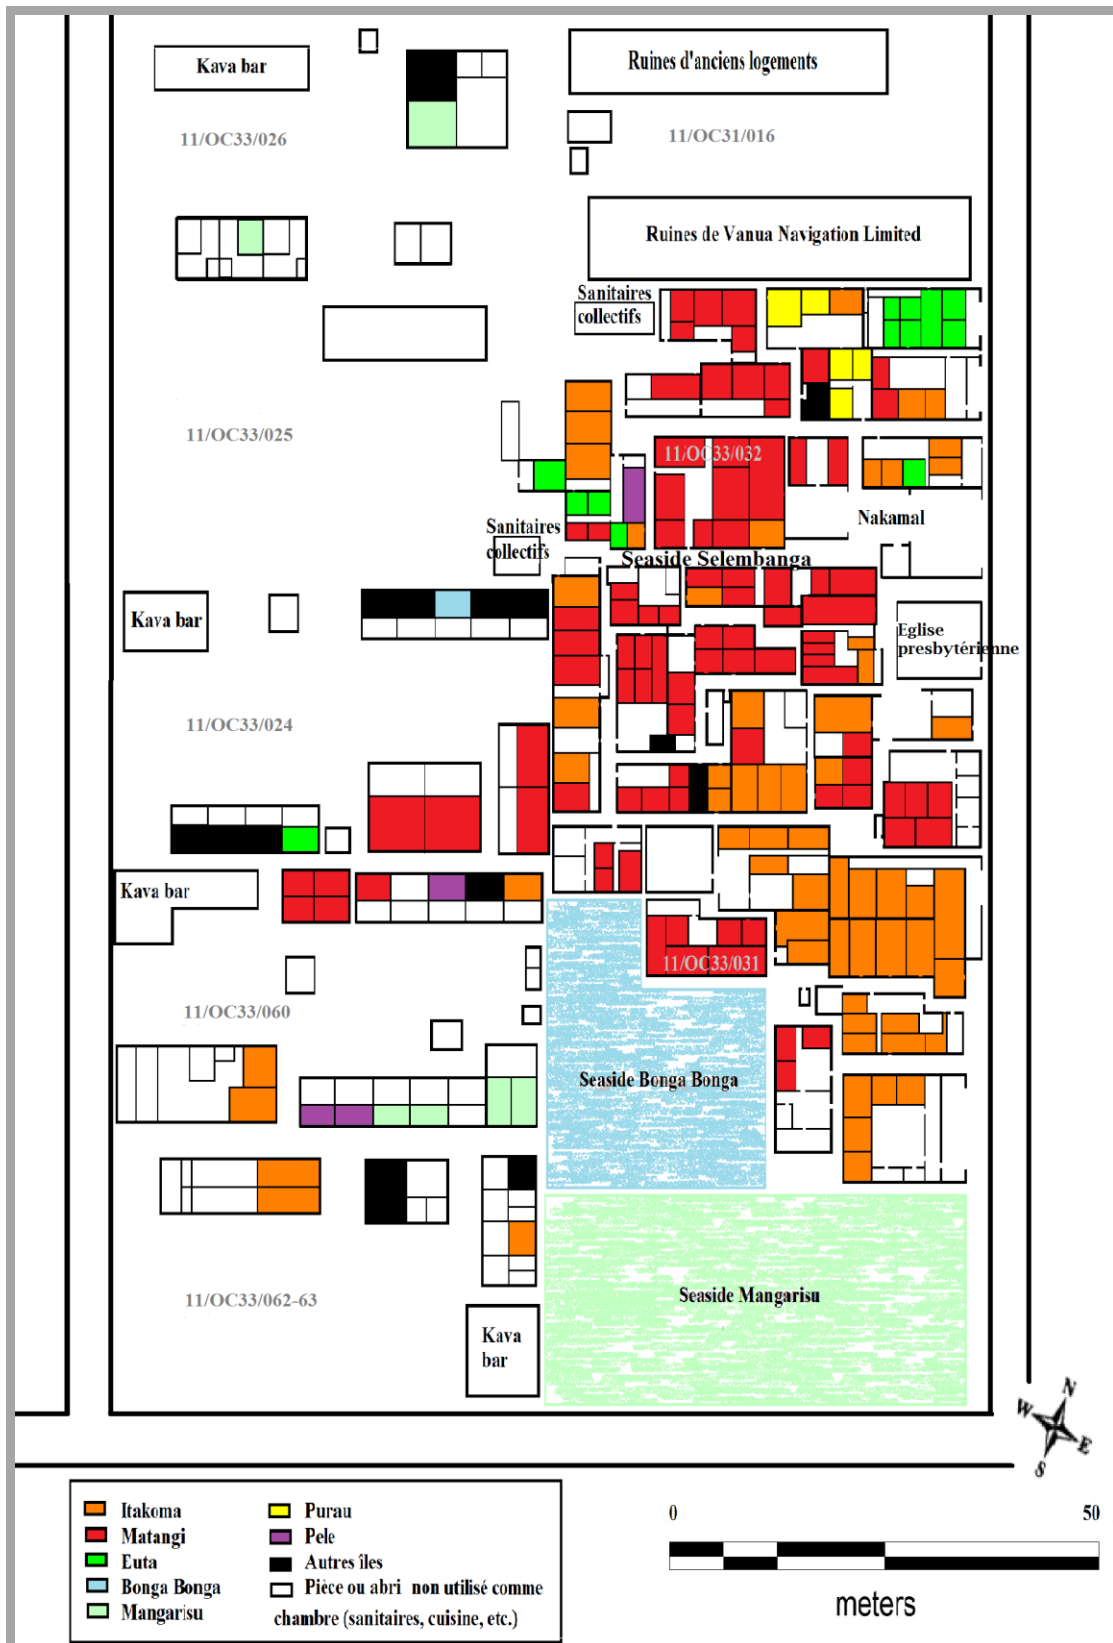 Kava bar
Ruines d'anciens logements
11/OC33/026
11/OC31/016
Ruines de Vanua Navigation Limited
Sanitaires
collectifs
11/OC33/025
11/OC33/032
Nakamal
Sanitaires
collectifs
Seaside Selembanga
Kava bar
Eglise
presbytérienne
11/OC33/024
Kava bar
11/OC33/031
11/OC33/060
Seaside Bonga Bonga
Seaside Mangarisu
11/OC33/062-63
Kava
bar
N
W
E
S
Itakoma
Matangi
Euta
Bonga Bonga
Mangarisu
Purau
Pele
Autres îles
Pièce ou abri non utilisé comme
chambre (sanitaires, cuisine, etc.)
0
50
meters